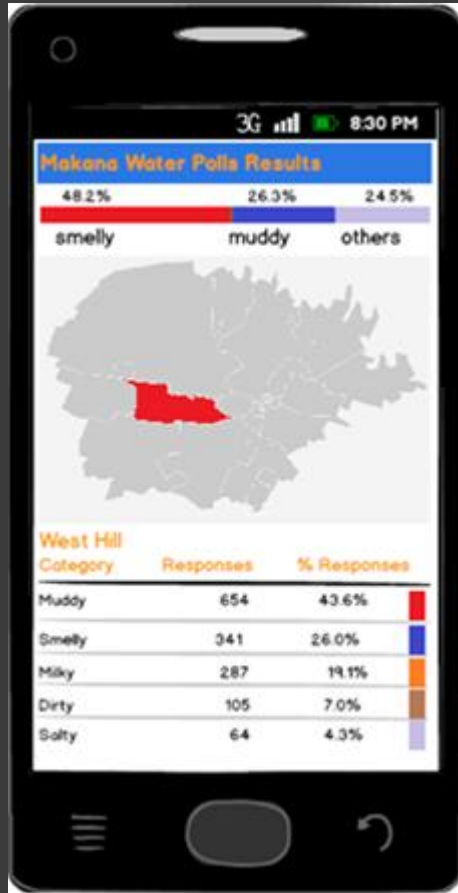 3G 8:30 PM
Makana Water Polls Results
48.2% 26.3% 24.5%
smelly muddy others
West Hill
Category Responses % Responses
Muddy 654 43.6%
Smelly 341 26.0%
Milky 287 19.1%
Dirty 105 7.0%
Salty 64 4.3%